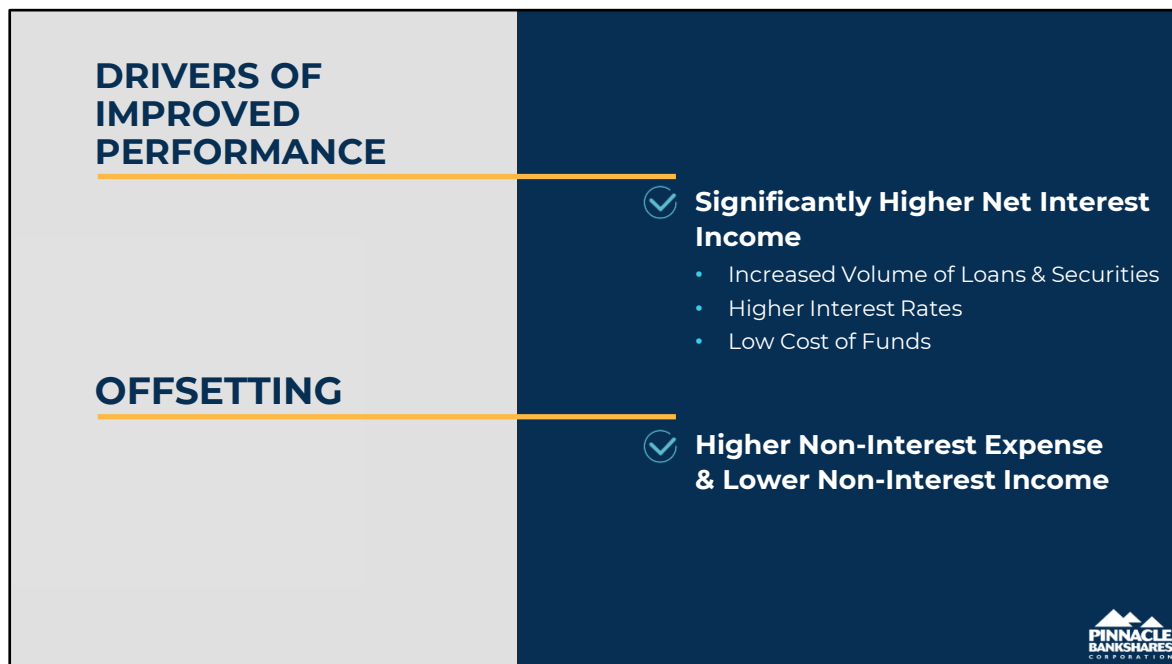 DRIVERS OF
IMPROVED
PERFORMANCE
Significantly Higher Net Interest
Income
• Increased Volume of Loans & Securities
• Higher Interest Rates
• Low Cost of Funds
OFFSETTING
Higher Non-Interest Expense
& Lower Non-Interest Income
PINNACLE
BANKSHARES
CORPORATION